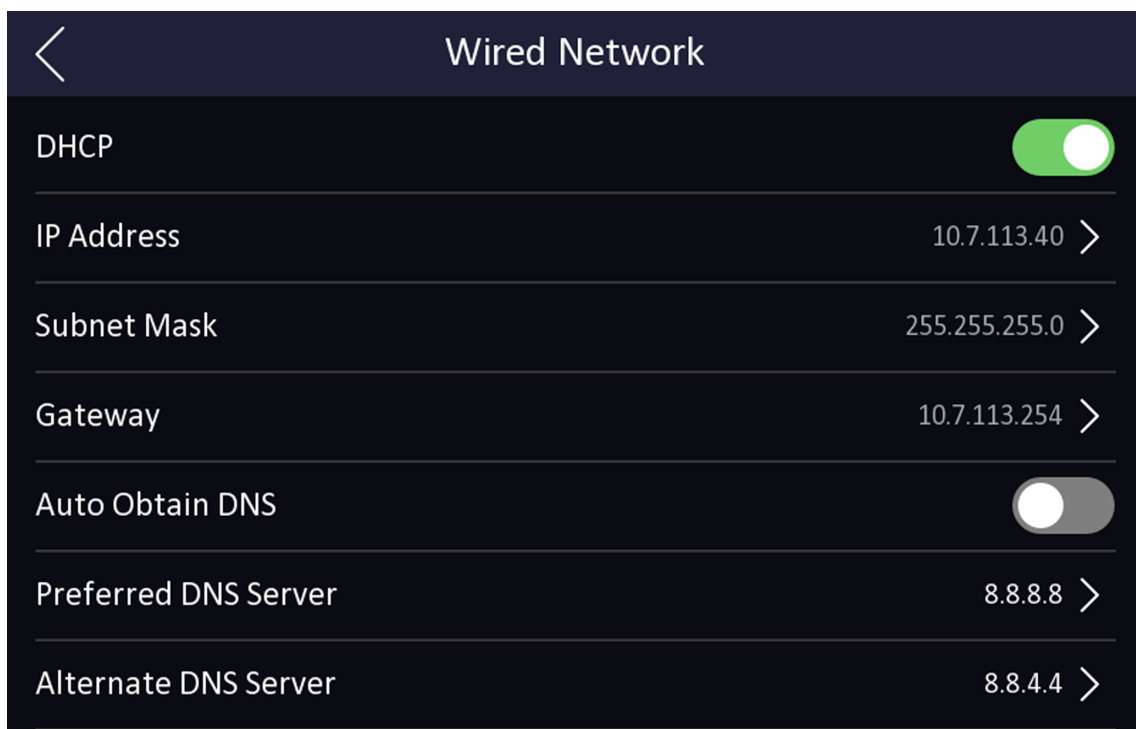 Wired Network
DHCP
IP Address 10.7.113.40
Subnet Mask 255.255.255.0
Gateway 10.7.113.254
Auto Obtain DNS
Preferred DNS Server 8.8.8.8
Alternate DNS Server 8.8.4.4